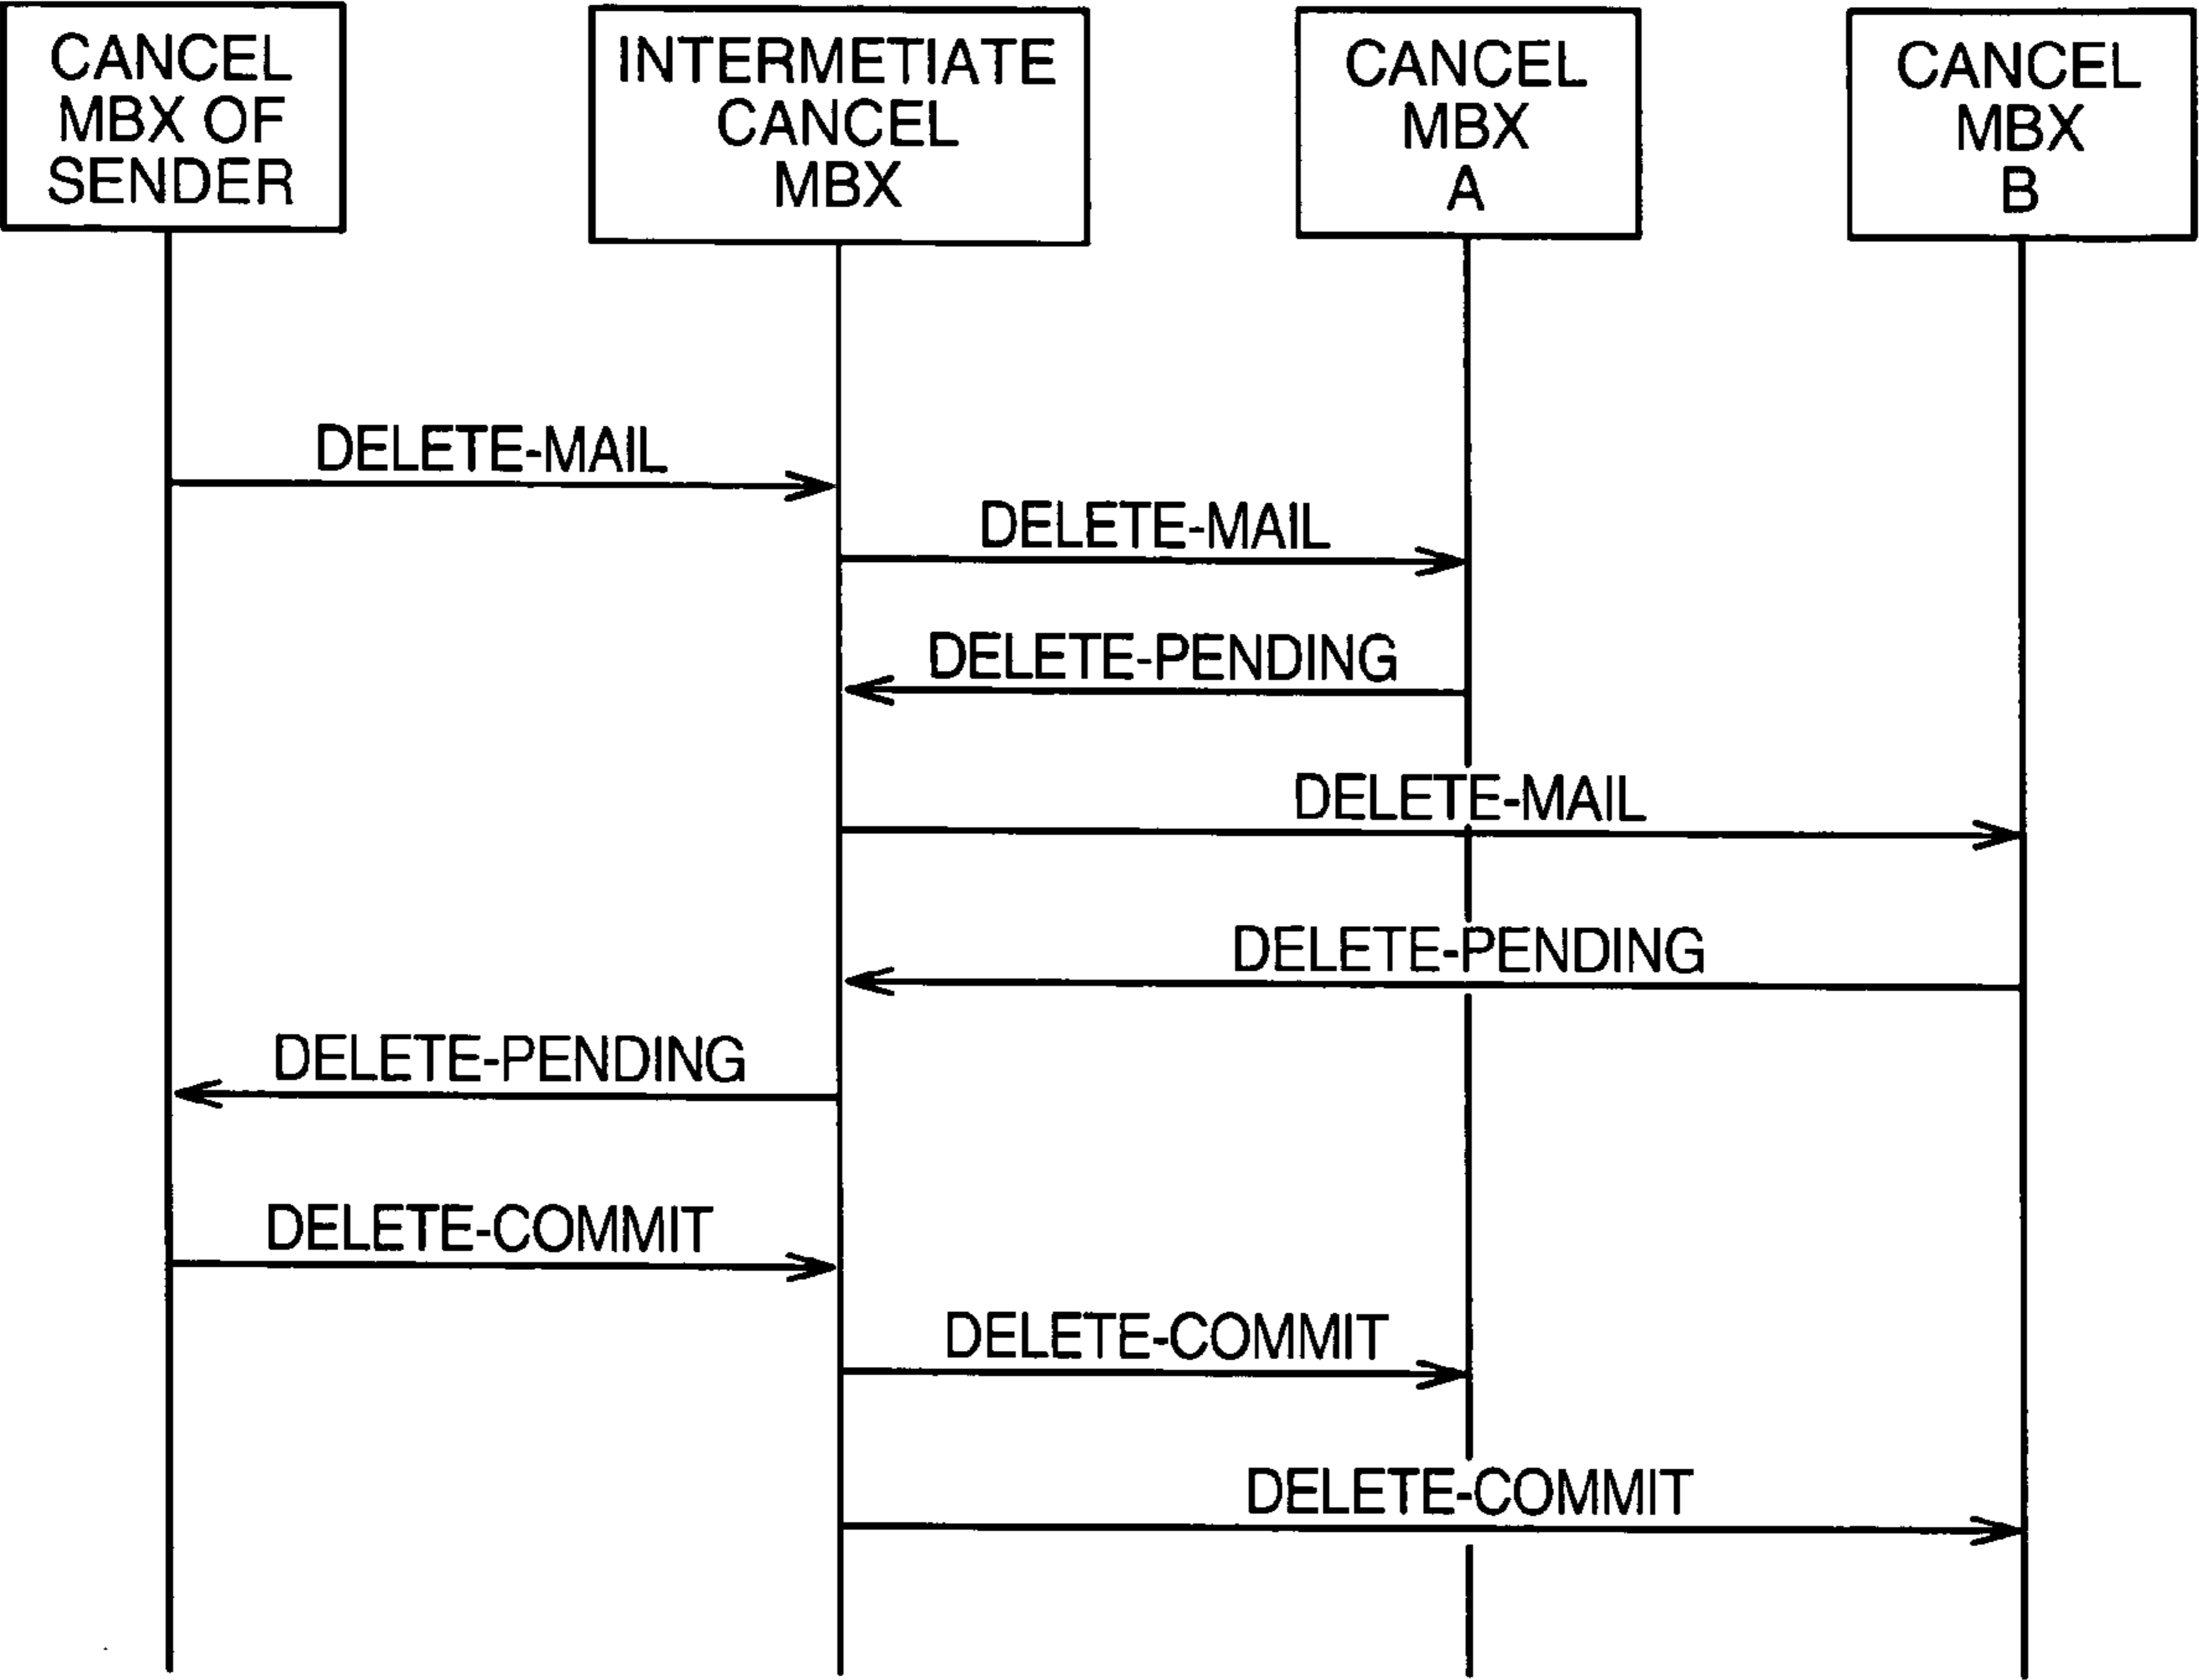 CANCEL
MBX OF
SENDER
INTERMETIATE
CANCEL
MBX
CANCEL
MBX
A
CANCEL
MBX
B
DELETE-MAIL
DELETE-MAIL
DELETE-PENDING
DELETE-MAIL
DELETE-PENDING
DELETE-PENDING
DELETE-COMMIT
DELETE-COMMIT
DELETE-COMMIT